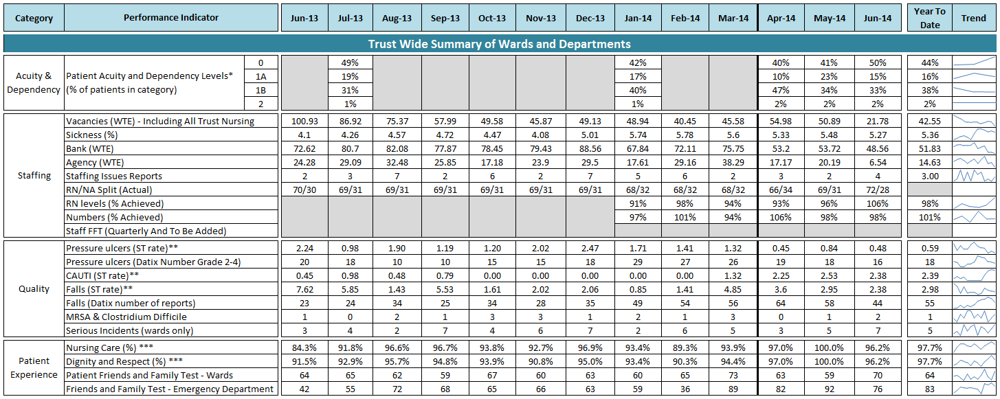 Category Performance Indicator Jun-13 Jul-13 Aug-13 Sep-13 Oct-13 Nov-13 Dec-13 Jan-14 Feb-14 Mar-14 Apr-14 May-14 Jun-14 Year To Date Trend
Trust Wide Summary of Wards and Departments
Acuity & Dependency
Patient Acuity and Dependency Levels* (% of patients in category)
0 49% 42% 40% 41% 50% 44%
1A 19% 17% 10% 23% 15% 16%
1B 31% 40% 47% 34% 33% 38%
2 1% 1% 2% 2% 2% 2%
Staffing
Vacancies (WTE) - Including All Trust Nursing 100.93 86.92 75.37 57.99 49.58 45.87 49.13 48.94 40.45 45.58 54.98 50.89 21.78 42.55
Sickness (%) 4.1 4.26 4.57 4.72 4.47 4.08 5.01 5.74 5.78 5.6 5.33 5.48 5.27 5.36
Bank (WTE) 72.62 80.7 82.08 77.87 78.45 79.43 88.56 67.84 72.11 75.75 53.2 53.72 48.56 51.83
Agency (WTE) 24.28 29.09 32.48 25.85 17.18 23.9 29.5 17.61 29.16 38.29 17.17 20.19 6.54 14.63
Staffing Issues Reports 2 3 7 2 6 2 7 5 6 2 3 2 4 3.00
RN/NA Split (Actual) 70/30 69/31 69/31 69/31 69/31 69/31 69/31 68/32 68/32 68/32 66/34 69/31 72/28
RN levels (% Achieved) 91% 98% 94% 93% 96% 106% 98%
Numbers (% Achieved) 97% 101% 94% 106% 98% 98% 101%
Staff FFT (Quarterly And To Be Added)
Quality
Pressure ulcers (ST rate)** 2.24 0.98 1.90 1.19 1.20 2.02 2.47 1.71 1.41 1.32 0.45 0.84 0.48 0.59
Pressure ulcers (Datix Number Grade 2-4) 20 18 10 10 15 15 18 29 27 26 19 18 16 18
CAUTI (ST rate)** 0.45 0.98 0.48 0.79 0.00 0.00 0.00 0.00 0.00 1.32 2.25 2.53 2.38 2.39
Falls (ST rate)** 7.62 5.85 1.43 5.53 1.61 2.02 2.06 0.85 1.41 4.85 3.6 2.95 2.38 2.98
Falls (Datix number of reports) 23 24 34 25 34 28 35 49 54 56 64 58 44 55
MRSA & Clostridium Difficile 1 0 2 1 3 3 1 2 1 3 0 1 2 1
Serious Incidents (wards only) 3 4 2 7 4 6 7 2 6 5 3 5 7 5
Patient Experience
Nursing Care (%) *** 84.3% 91.8% 96.6% 96.7% 93.8% 92.7% 96.9% 93.4% 89.3% 93.9% 97.0% 100.0% 96.2% 97.7%
Dignity and Respect (%) *** 91.5% 92.9% 95.7% 94.8% 93.9% 90.8% 95.0% 93.4% 90.3% 94.4% 97.0% 100.0% 96.2% 97.7%
Patient Friends and Family Test - Wards 64 65 62 59 67 60 63 60 65 73 63 59 70 64
Friends and Family Test - Emergency Department 42 55 72 68 65 66 63 59 36 89 82 92 76 83